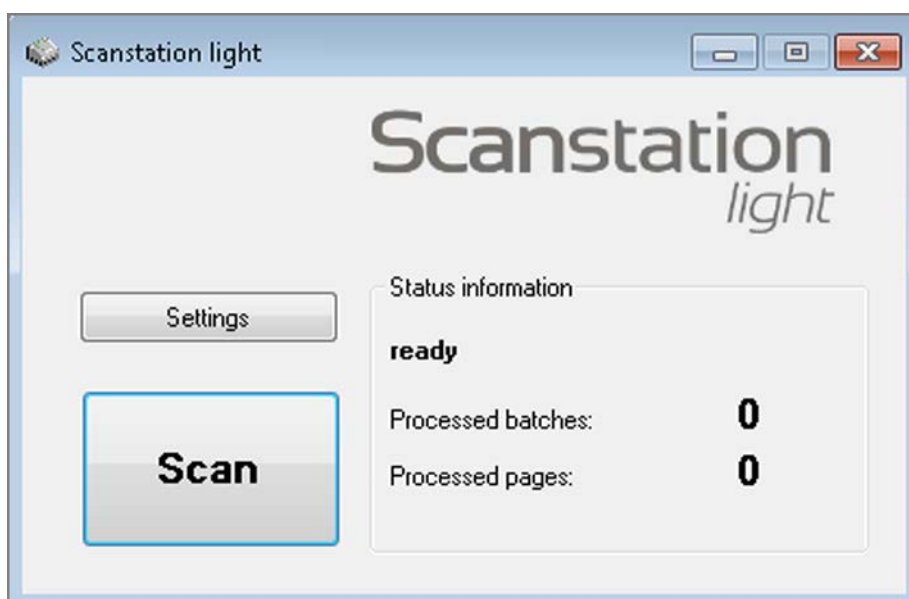 Scanstation light
Scanstation
light
Settings
Scan
Status information
ready
Processed batches: 0
Processed pages: 0